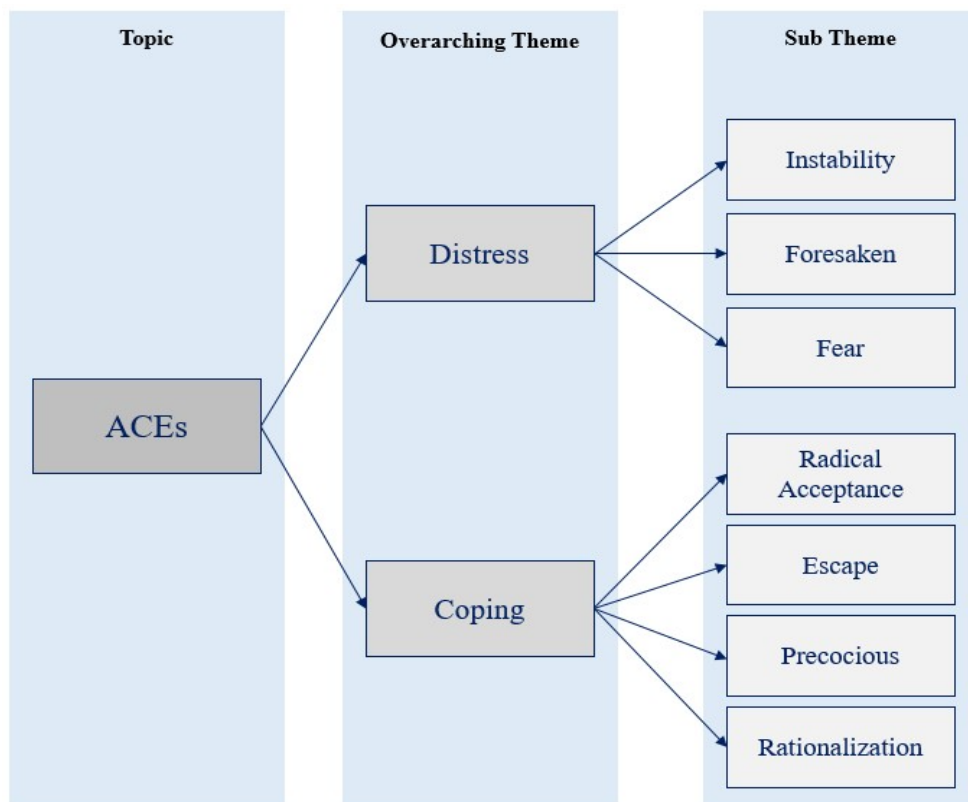 Topic
Overarching Theme
Sub Theme
ACEs
Distress
Coping
Instability
Foresaken
Fear
Radical
Acceptance
Escape
Precocious
Rationalization